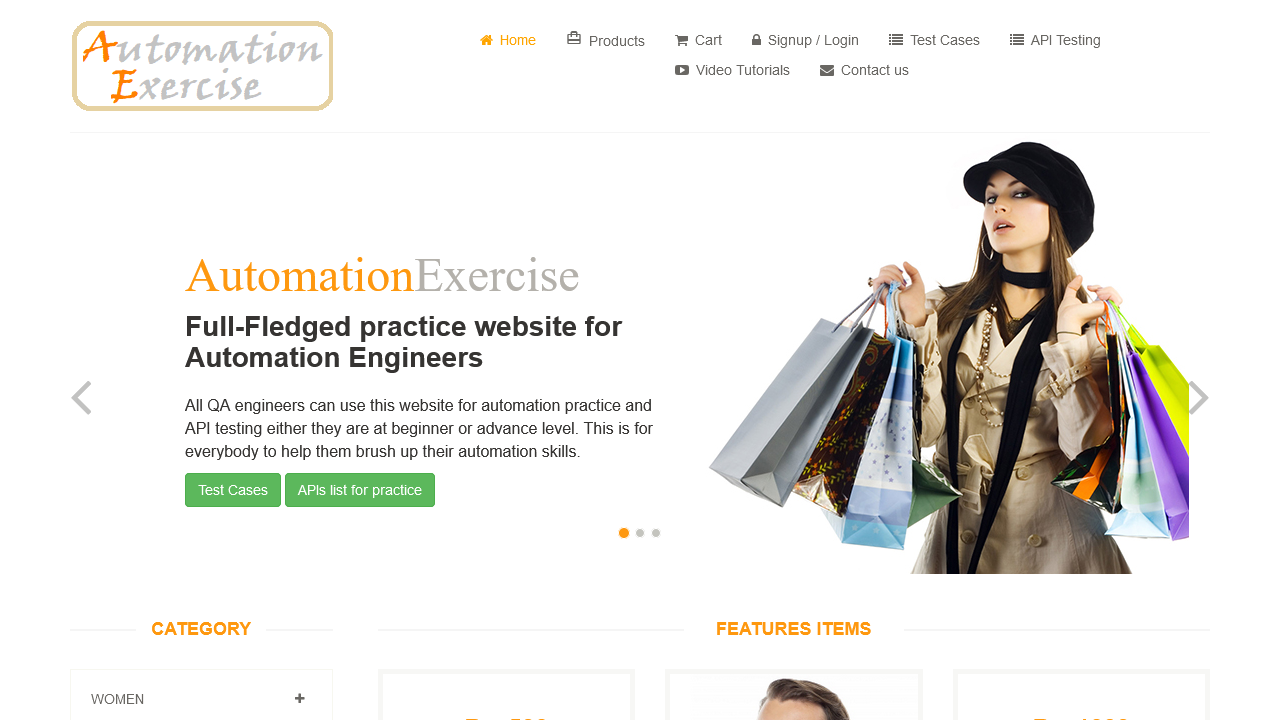 Automation
Exercise
Home Products Cart Signup / Login Test Cases API Testing
Video Tutorials Contact us
AutomationExercise
Full-Fledged practice website for
Automation Engineers
All QA engineers can use this website for automation practice and
API testing either they are at beginner or advance level. This is for
everybody to help them brush up their automation skills.
Test Cases APIs list for practice
CATEGORY
FEATURES ITEMS
WOMEN